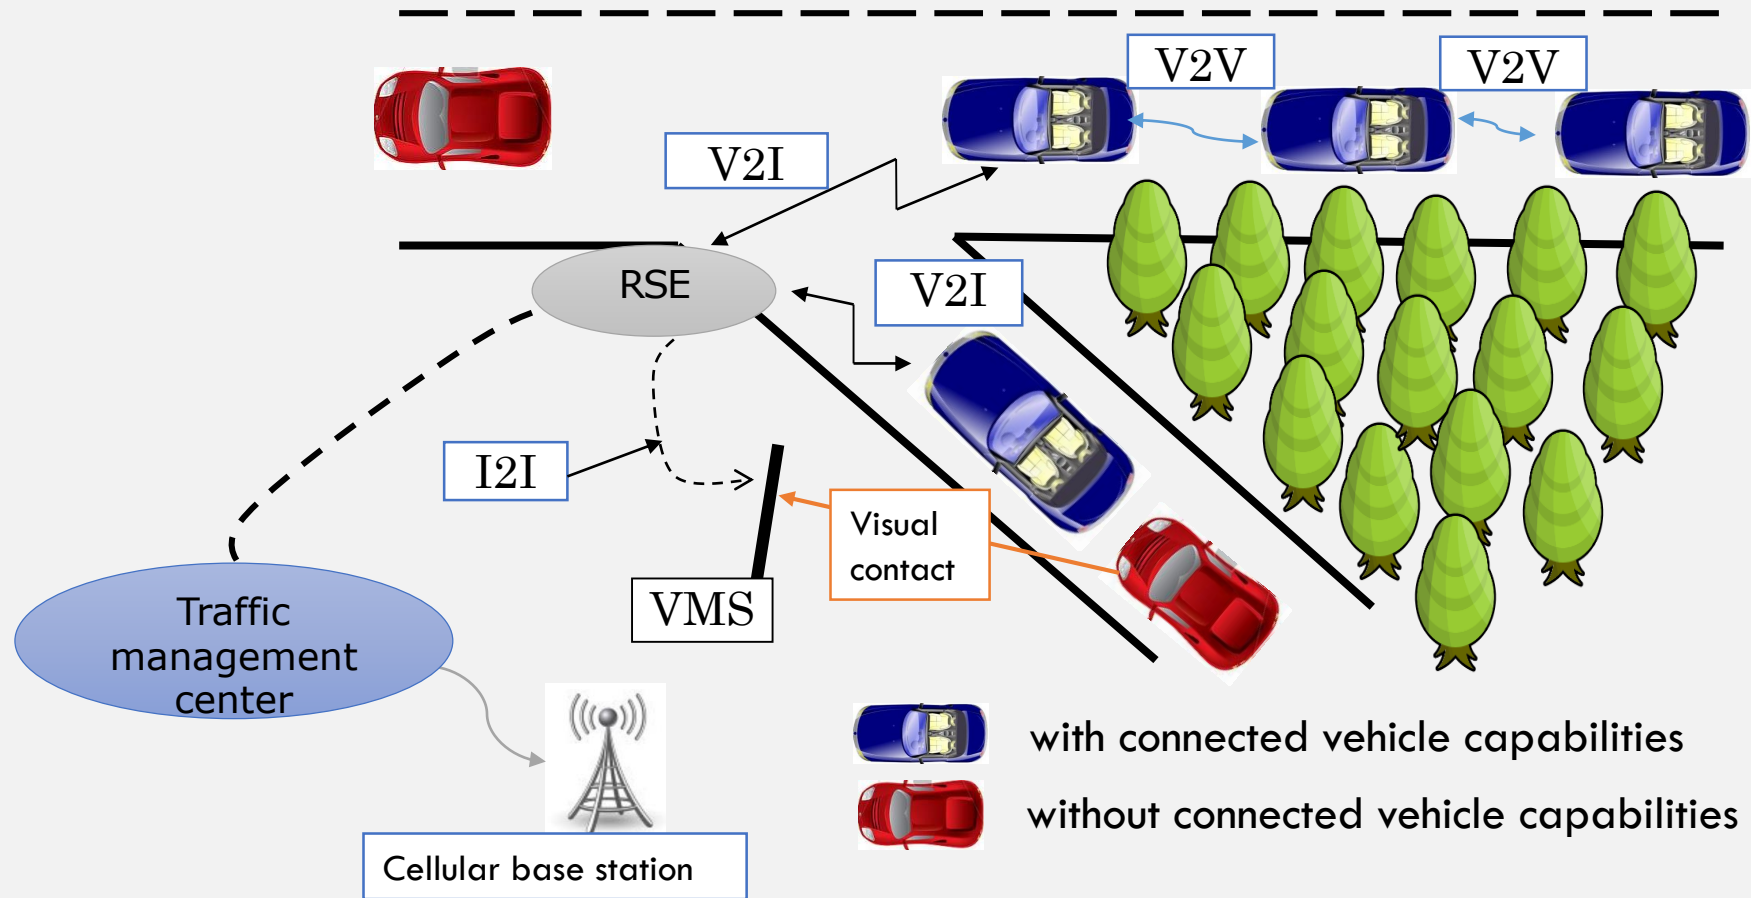 V2V
V2V
V2I
RSE
V2I
I2I
Visual
contact
VMS
Traffic
management
center
with connected vehicle capabilities
without connected vehicle capabilities
Cellular base station